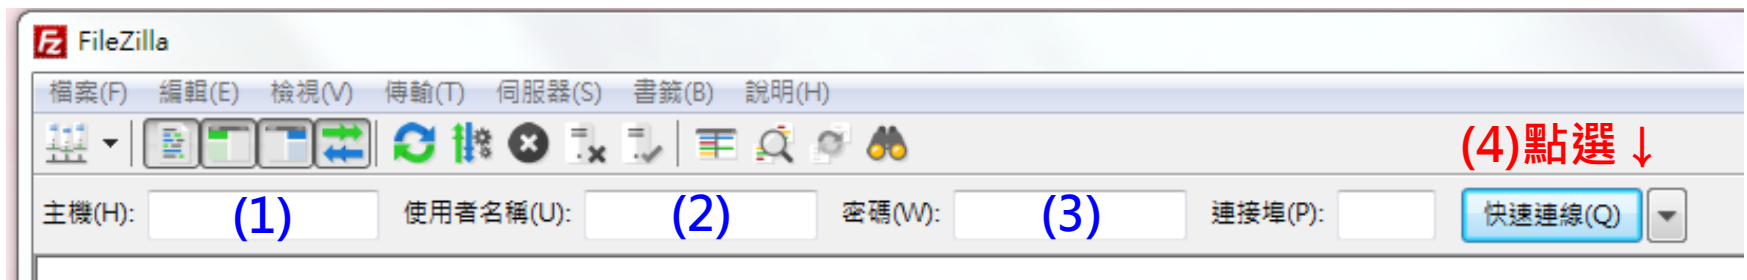 FileZilla
檔案(F) 編輯(E) 檢視(V) 傳輸(T) 伺服器(S) 書籤(B) 說明(H)
(4)點選↓
主機(H): (1) 使用者名稱(U): (2) 密碼(W): (3) 連接埠(P): 快速連線(Q)